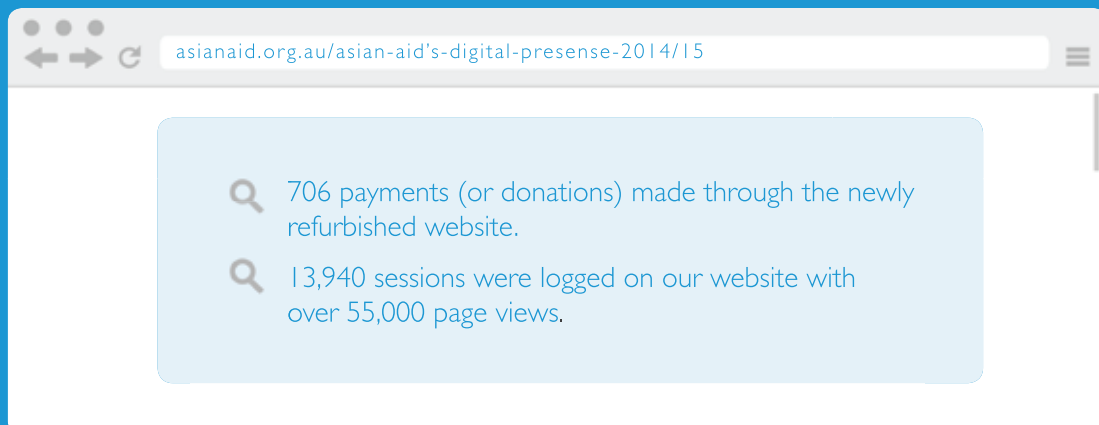 asianaid.org.au/asian-aid’s-digital-presense-2014/15
706 payments (or donations) made through the newly
refurbished website.
13,940 sessions were logged on our website with
over 55,000 page views.